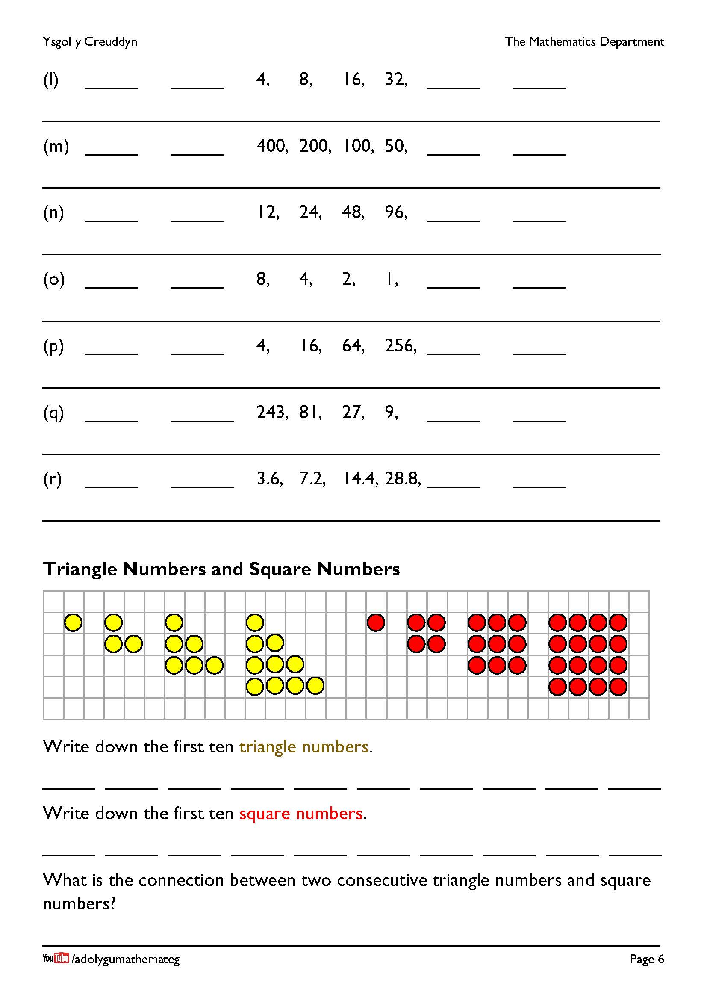 Ysgol y Creuddyn The Mathematics Department
(l) ______ ______ 4, 8, 16, 32, ______ ______
(m) ______ ______ 400, 200, 100, 50, ______ ______
(n) ______ ______ 12, 24, 48, 96, ______ ______
(o) ______ ______ 8, 4, 2, 1, ______ ______
(p) ______ ______ 4, 16, 64, 256, ______ ______
(q) ______ ______ 243, 81, 27, 9, ______ ______
(r) ______ ______ 3.6, 7.2, 14.4, 28.8, ______ ______
Triangle Numbers and Square Numbers
Write down the first ten triangle numbers.
Write down the first ten square numbers.
What is the connection between two consecutive triangle numbers and square
numbers?
YouTube /adolygumathemateg Page 6